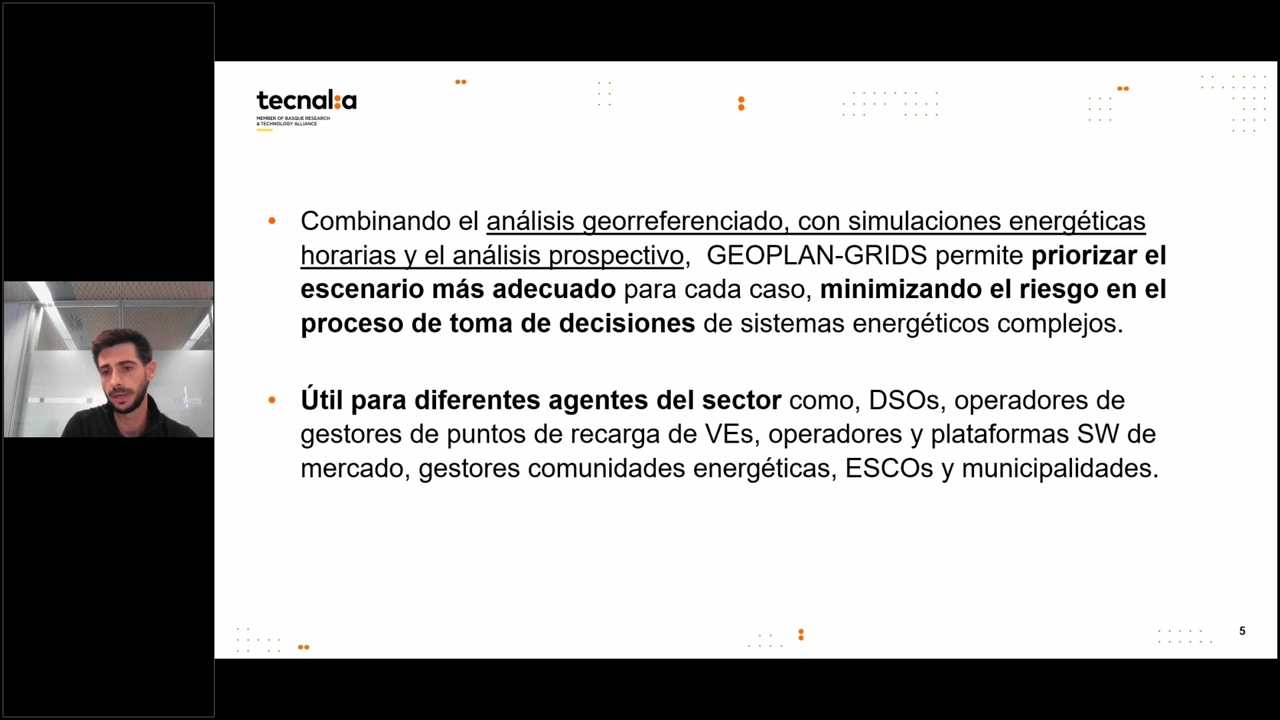 tecnalia
MEMBER OF BASQUE RESEARCH
& TECHNOLOGY ALLIANCE
• Combinando el análisis georreferenciado, con simulaciones energéticas
horarias y el análisis prospectivo, GEOPLAN-GRIDS permite priorizar el
escenario más adecuado para cada caso, minimizando el riesgo en el
proceso de toma de decisiones de sistemas energéticos complejos.
• Útil para diferentes agentes del sector como, DSOs, operadores de
gestores de puntos de recarga de VEs, operadores y plataformas SW de
mercado, gestores comunidades energéticas, ESCOs y municipalidades.
5